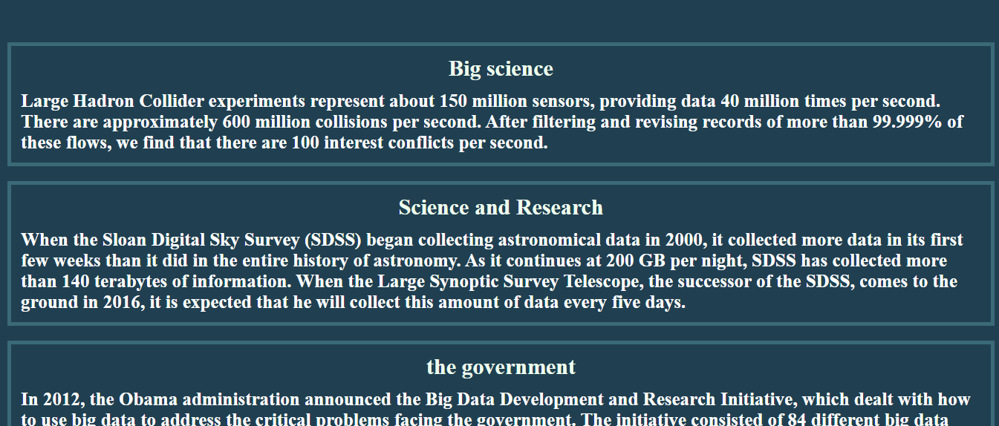 Big science
Large Hadron Collider experiments represent about 150 million sensors, providing data 40 million times per second.
There are approximately 600 million collisions per second. After filtering and revising records of more than 99.999% of
these flows, we find that there are 100 interest conflicts per second.
Science and Research
When the Sloan Digital Sky Survey (SDSS) began collecting astronomical data in 2000, it collected more data in its first
few weeks than it did in the entire history of astronomy. As it continues at 200 GB per night, SDSS has collected more
than 140 terabytes of information. When the Large Synoptic Survey Telescope, the successor of the SDSS, comes to the
ground in 2016, it is expected that he will collect this amount of data every five days.
the government
In 2012, the Obama administration announced the Big Data Development and Research Initiative, which dealt with how
to use big data to address the critical problems facing the government. The initiative consisted of 84 different big data